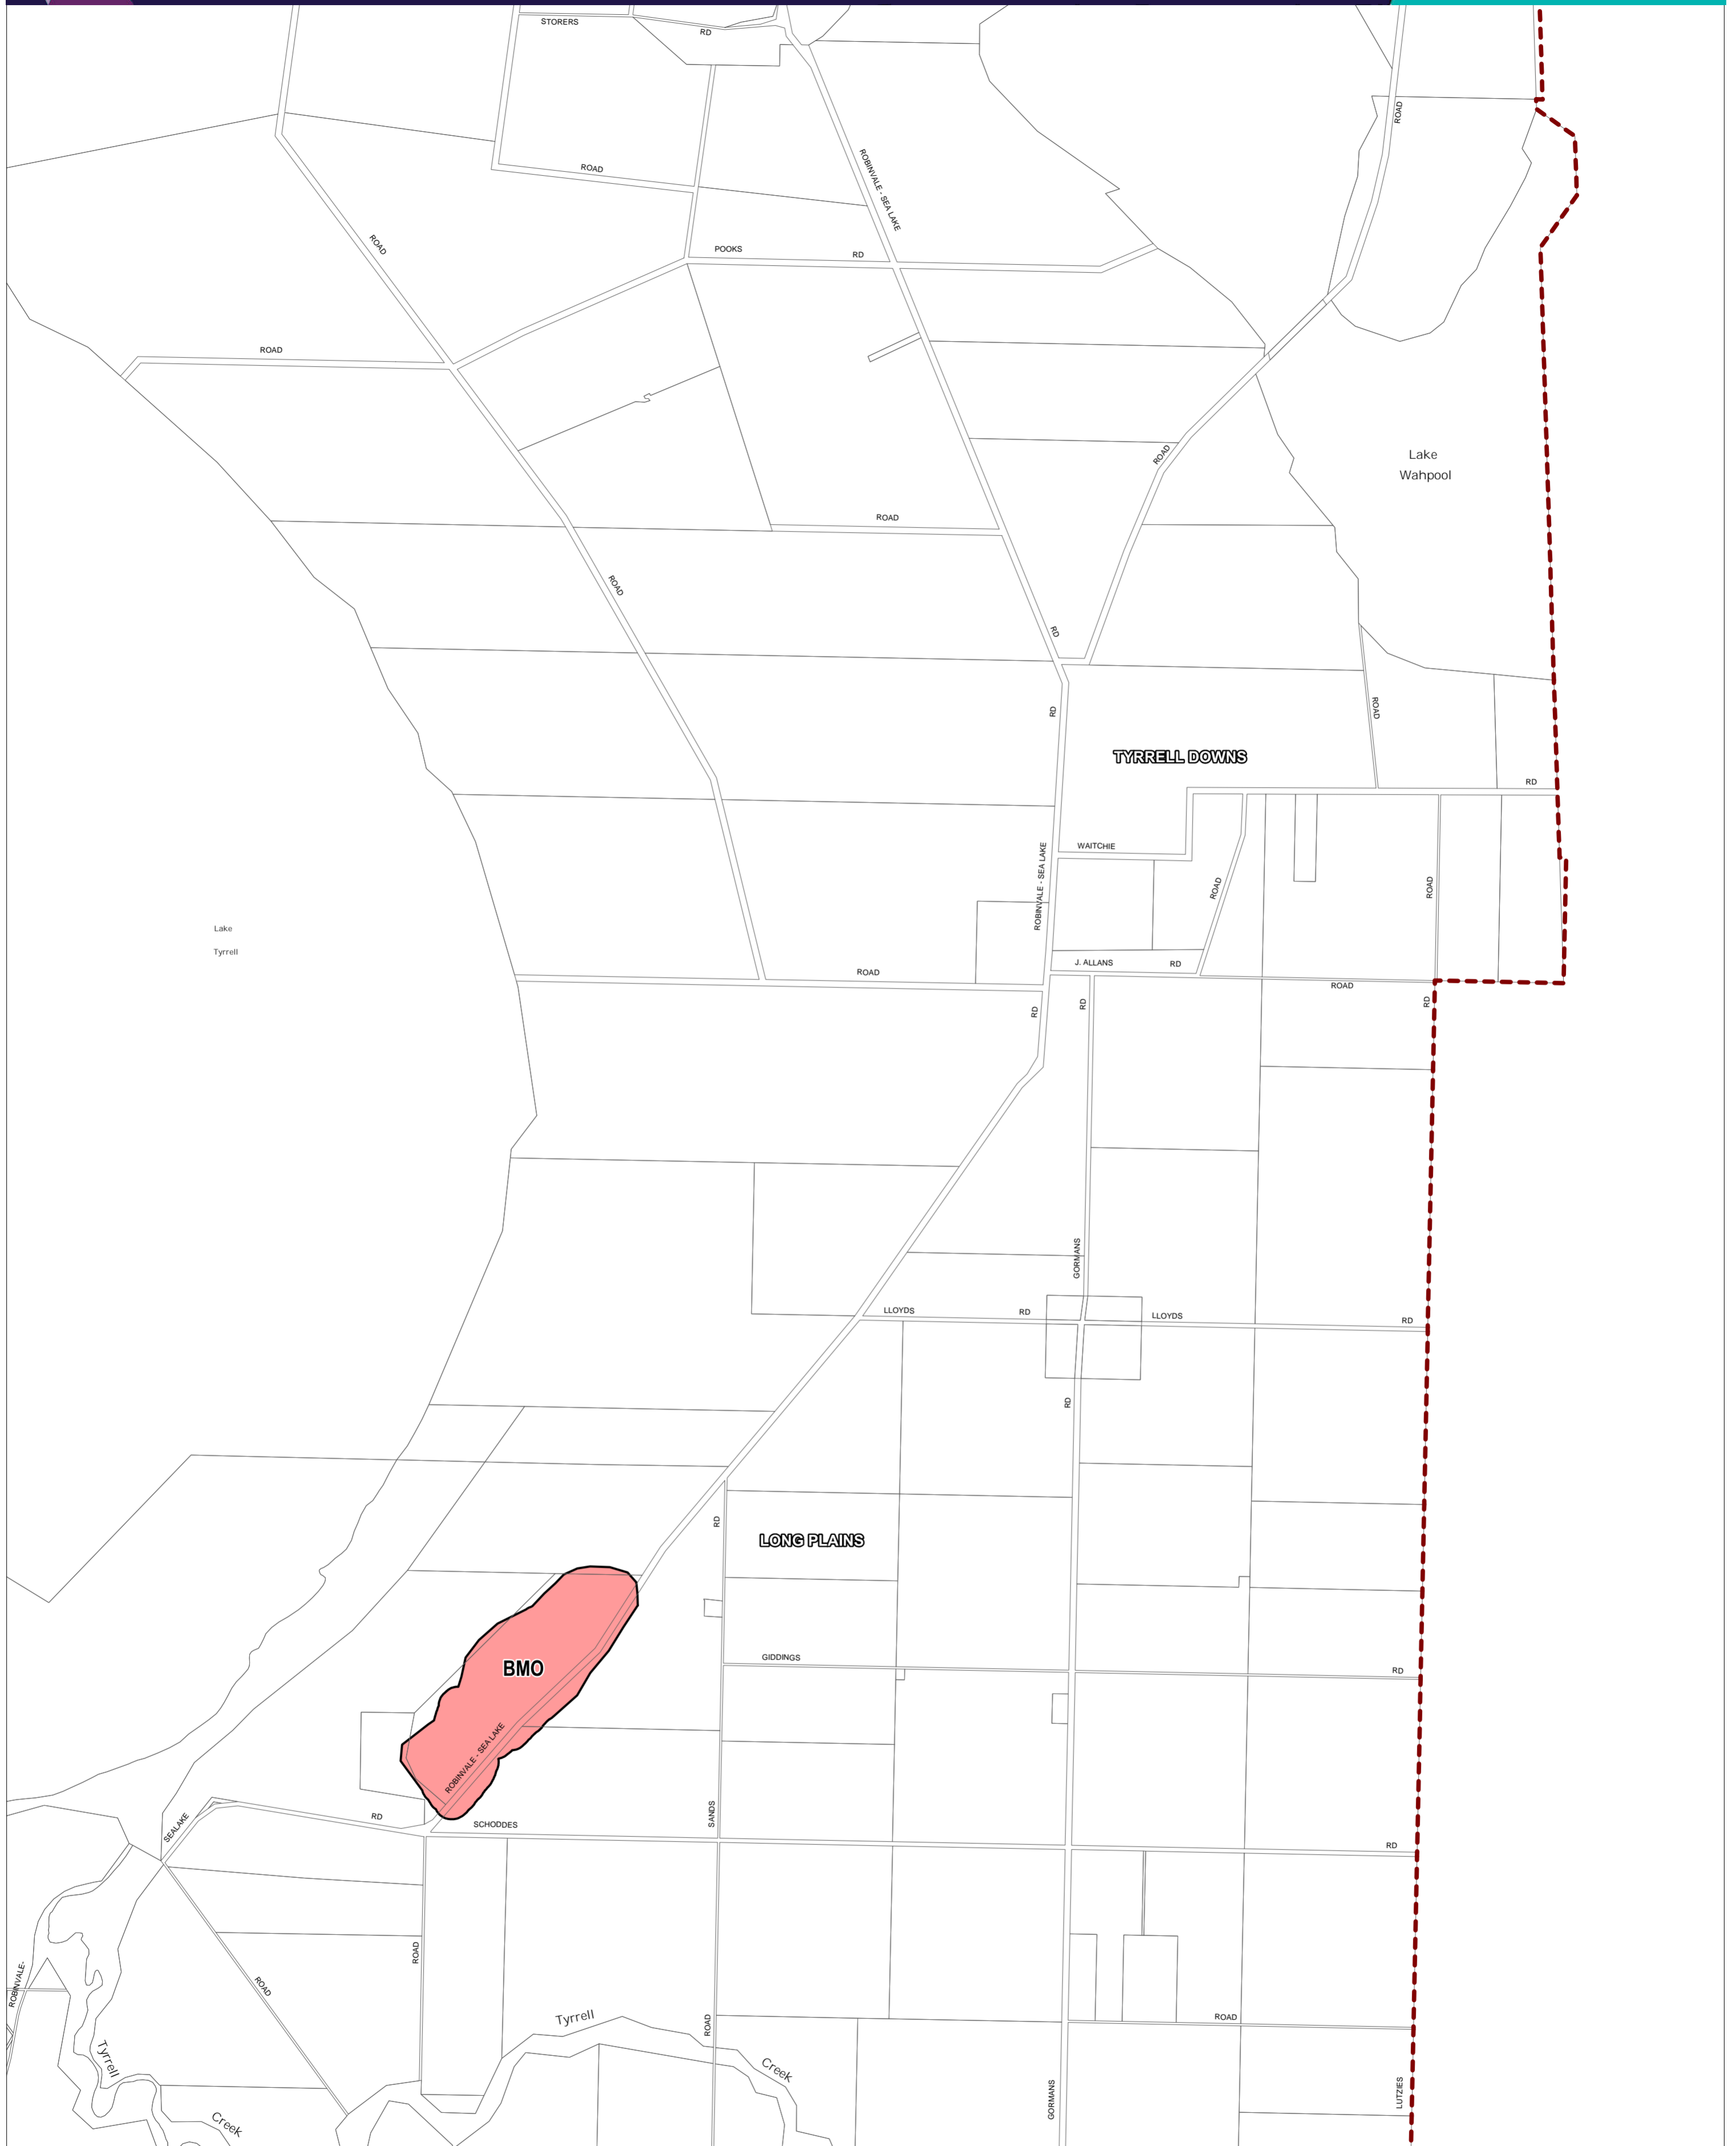 STORERS
RD
ROAD
ROAD
ROBINVALE - SEA LAKE
ROAD
POOKS
RD
ROAD
Lake
Wahpool
ROAD
ROAD
ROAD
RD
ROAD
RD
TYRRELL DOWNS
RD
WAITCHIE
ROBINVALE - SEA LAKE
ROAD
ROAD
Lake
Tyrrell
J. ALLANS
RD
ROAD
ROAD
RD
RD
RD
GORMANS
LLOYDS
RD
LLOYDS
RD
RD
RD
LONG PLAINS
GIDDINGS
BMO
RD
ROBINVALE - SEA LAKE
SANDS
RD
SEALAKE
SCHODDES
RD
ROAD
ROBINVALE-
ROAD
Tyrrell
ROAD
ROAD
Tyrrell
Creek
GORMANS
LUTZIES
Creek